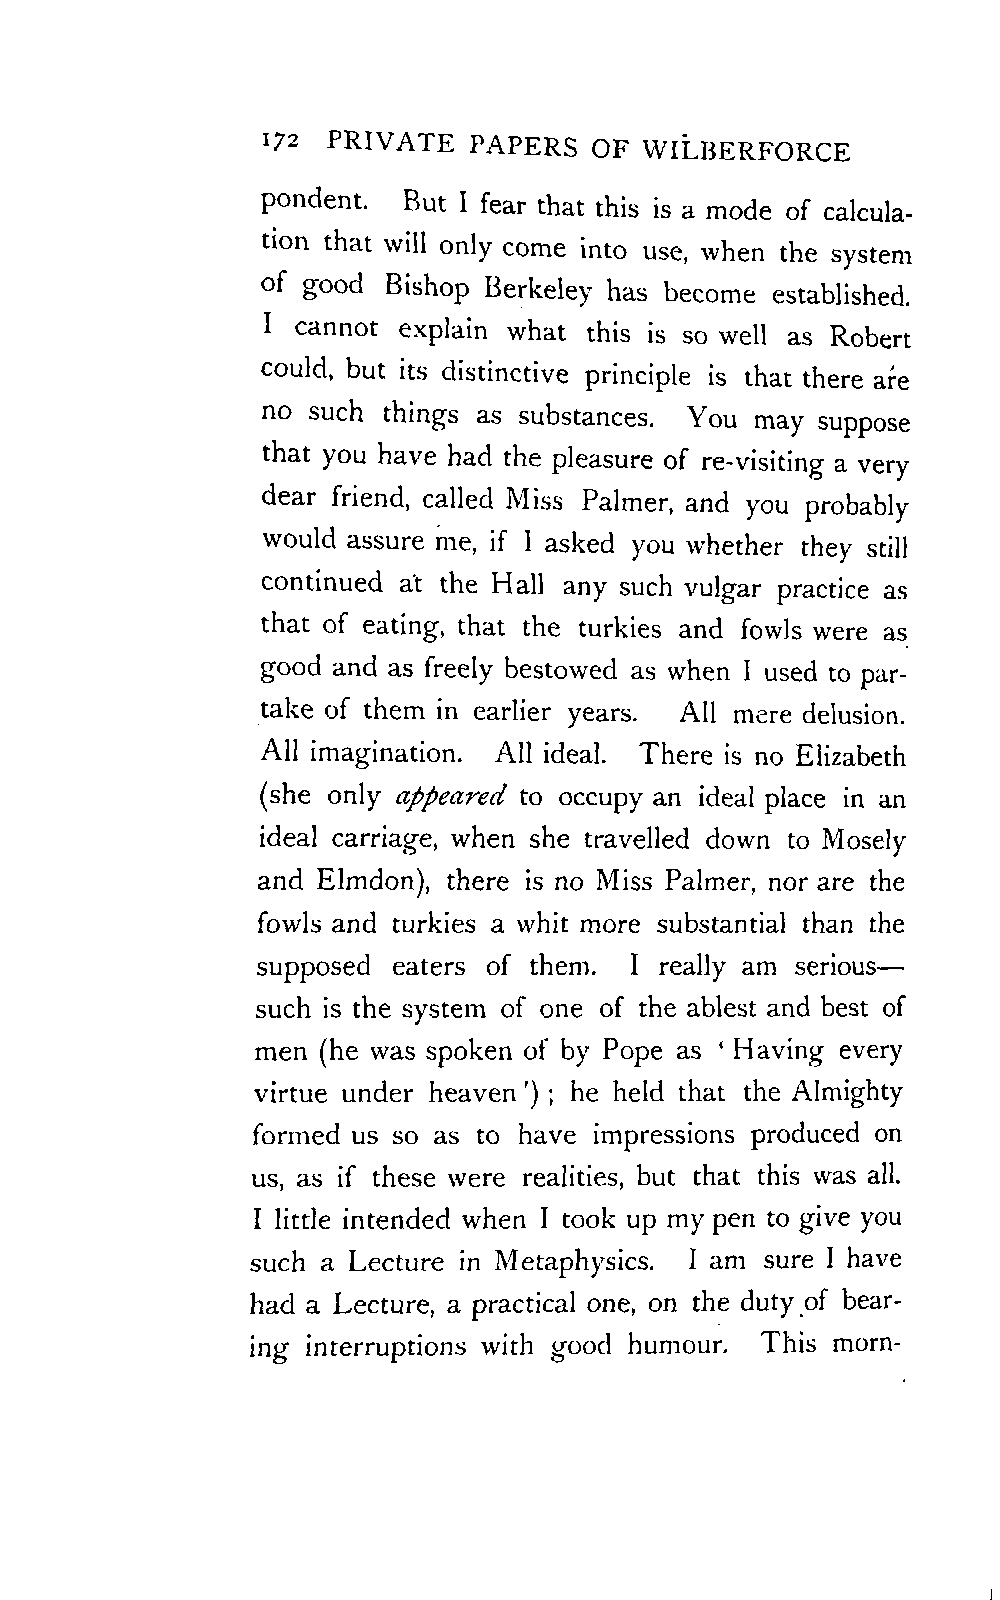 172 PRIVATE PAPERS OF WILBERFORCE
pondent. But I fear that this is a mode of calcula-
tion that will only come into use, when the system
of good Bishop Berkeley has become established.
I cannot explain what this is so well as Robert
could, but its distinctive principle is that there are
no such things as substances. You may suppose
that you have had the pleasure of re-visiting a very
dear friend, called Miss Palmer, and you probably
would assure me, if I asked you whether they still
continued at the Hall any such vulgar practice as
that of eating, that the turkies and fowls were as
good and as freely bestowed as when I used to par-
take of them in earlier years. All mere delusion.
All imagination. All ideal. There is no Elizabeth
(she only appeared to occupy an ideal place in an
ideal carriage, when she travelled down to Mosely
and Elmdon), there is no Miss Palmer, nor are the
fowls and turkies a whit more substantial than the
supposed eaters of them. I really am serious—
such is the system of one of the ablest and best of
men (he was spoken of by Pope as ‘Having every
virtue under heaven’); he held that the Almighty
formed us so as to have impressions produced on
us, as if these were realities, but that this was all.
I little intended when I took up my pen to give you
such a Lecture in Metaphysics. I am sure I have
had a Lecture, a practical one, on the duty of bear-
ing interruptions with good humour. This morn-